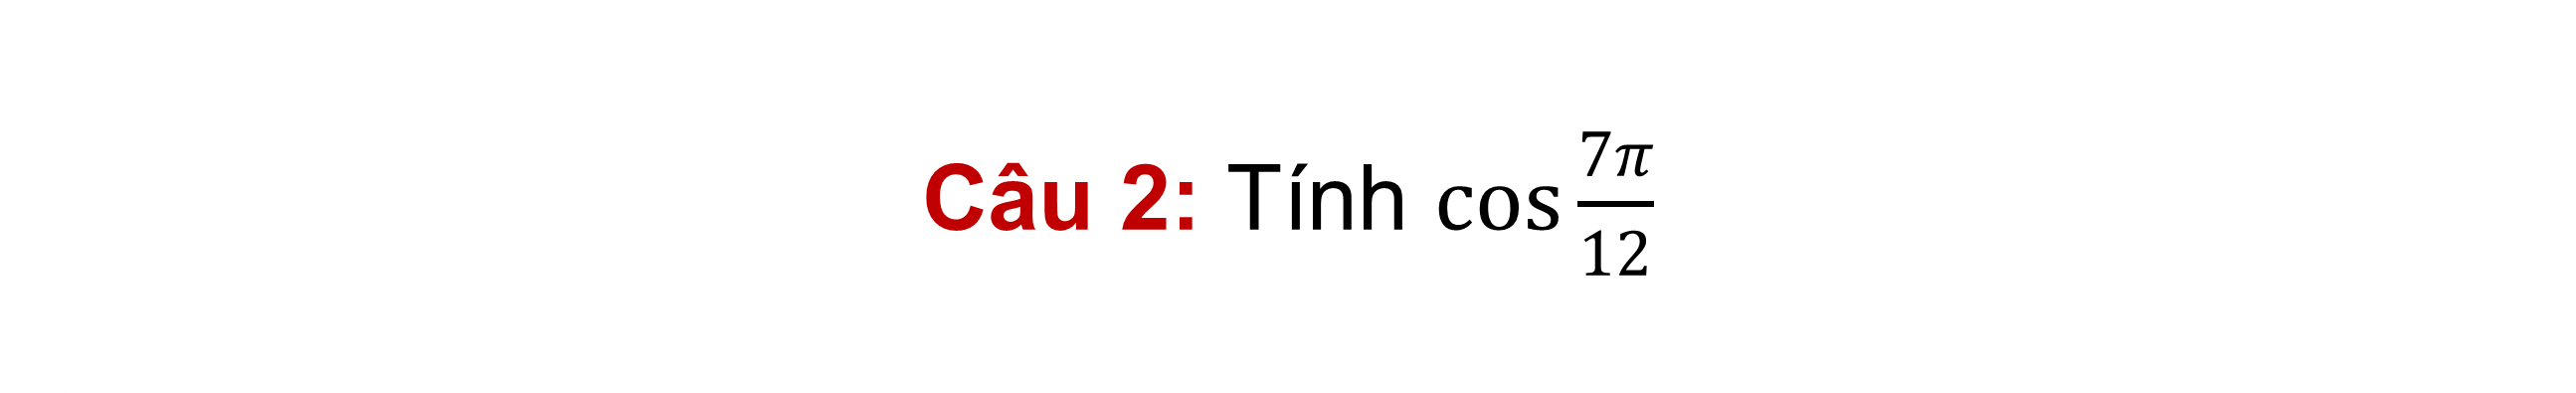 Câu 2: Tính cos 7π/12